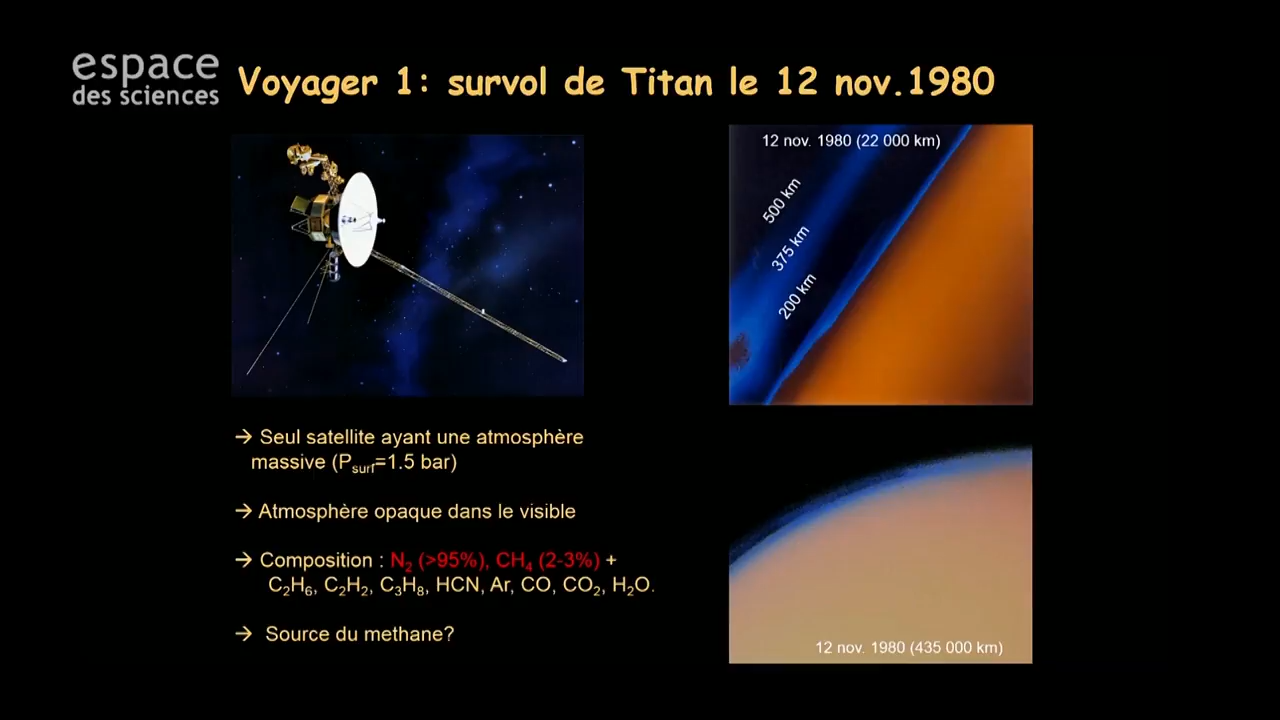 espace
des sciences
Voyager 1: survol de Titan le 12 nov.1980
12 nov. 1980 (22 000 km)
500 km
375 km
200 km
→ Seul satellite ayant une atmosphère
massive (Psurf=1.5 bar)
→ Atmosphère opaque dans le visible
→ Composition : N₂ (>95%), CH₄ (2-3%) +
C₂H₆, C₂H₂, C₃H₈, HCN, Ar, CO, CO₂, H₂O.
→ Source du methane?
12 nov. 1980 (435 000 km)